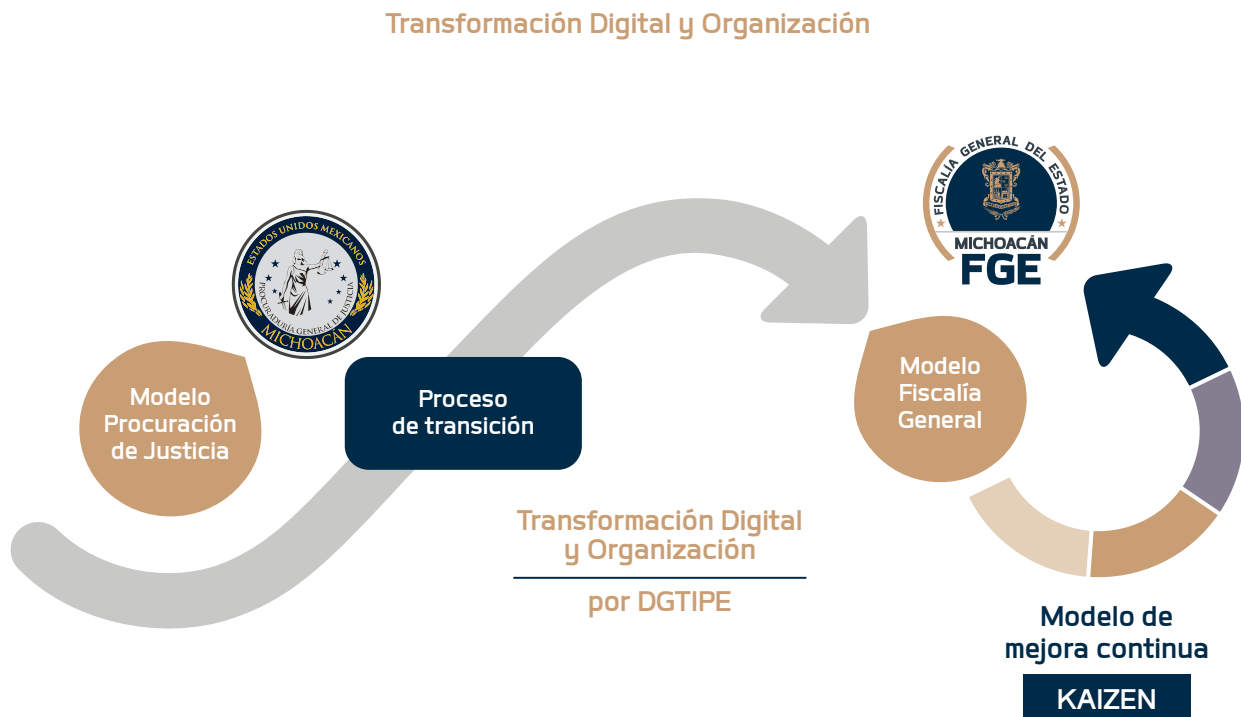 Transformación Digital y Organización
ESTADOS UNIDOS MEXICANOS
PROCURADURÍA GENERAL DE JUSTICIA
MICHOACÁN
Modelo
Procuración
de Justicia
Proceso
de transición
FISCALÍA GENERAL DEL ESTADO
MICHOACÁN
FGE
Modelo
Fiscalía
General
Transformación Digital
y Organización
por DGTIPE
Modelo de
mejora continua
KAIZEN